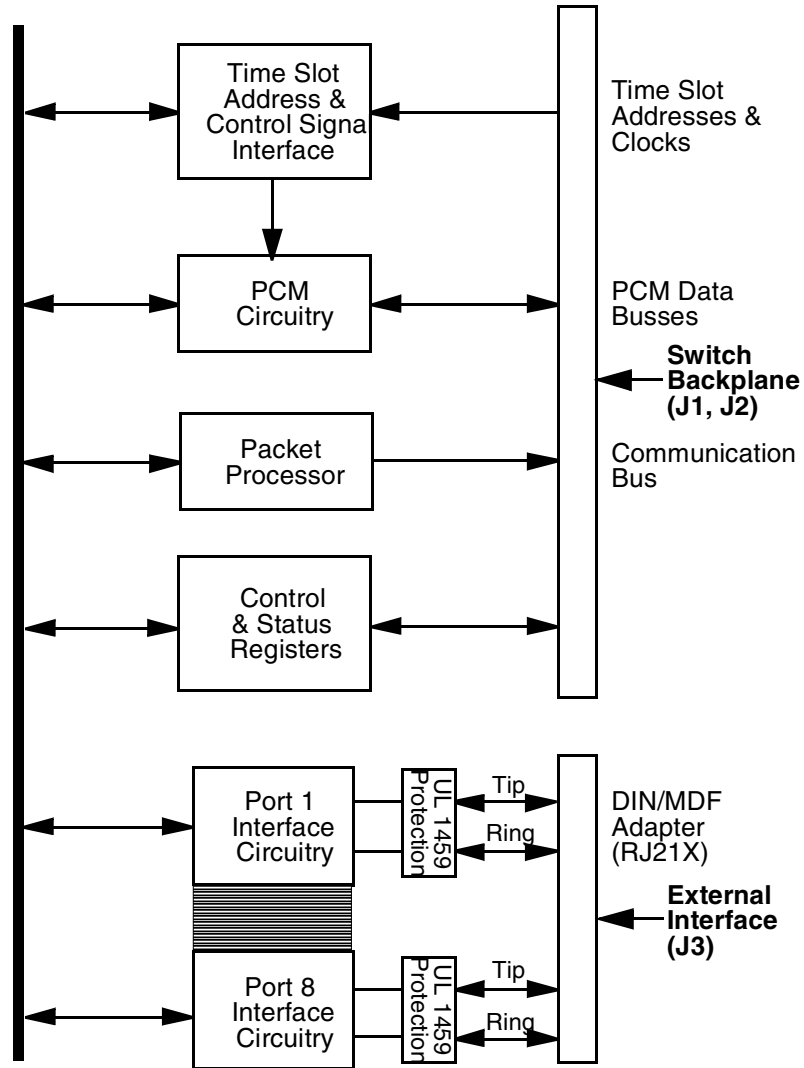 Time Slot
Address &
Control Signa
Interface
Time Slot
Addresses &
Clocks
PCM
Circuitry
PCM Data
Busses
Switch
Backplane
(J1, J2)
Packet
Processor
Communication
Bus
Control
& Status
Registers
Port 1
Interface
Circuitry
UL 1459
Protection
Tip
Ring
DIN/MDF
Adapter
(RJ21X)
External
Interface
(J3)
Port 8
Interface
Circuitry
UL 1459
Protection
Tip
Ring